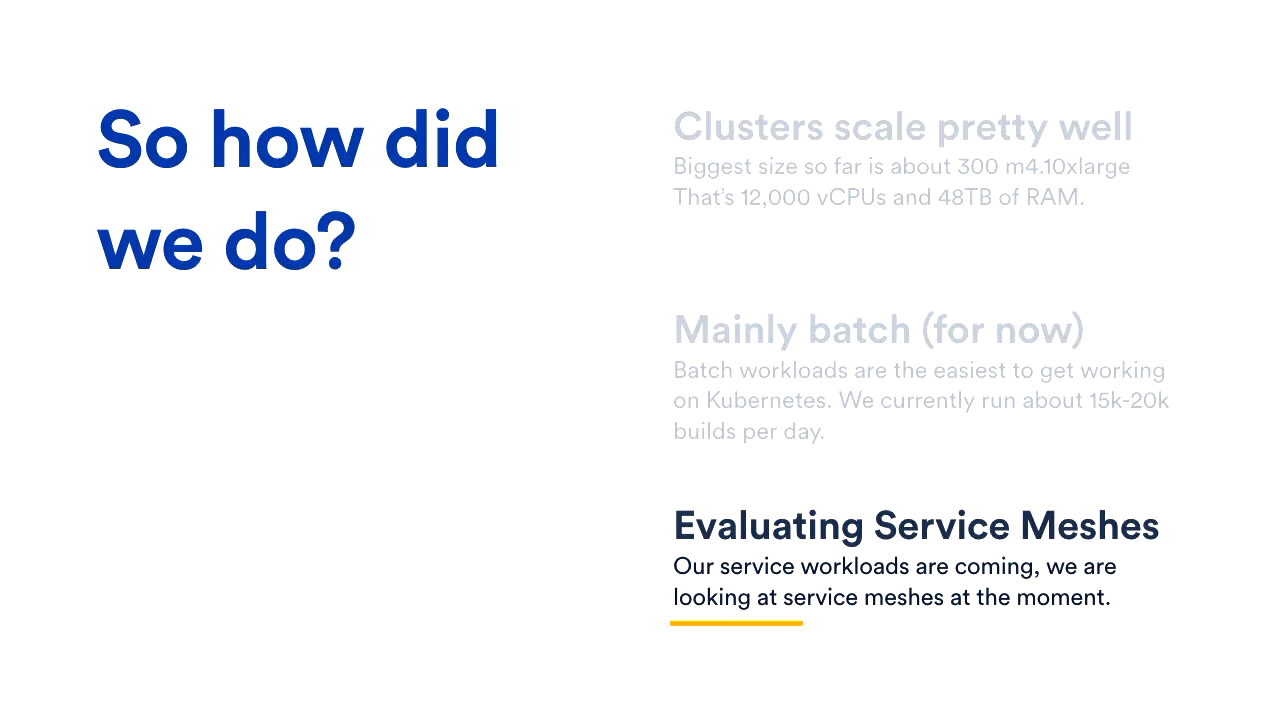 So how did
we do?
Clusters scale pretty well
Biggest size so far is about 300 m4.10xlarge
That’s 12,000 vCPUs and 48TB of RAM.
Mainly batch (for now)
Batch workloads are the easiest to get working
on Kubernetes. We currently run about 15k-20k
builds per day.
Evaluating Service Meshes
Our service workloads are coming, we are
looking at service meshes at the moment.